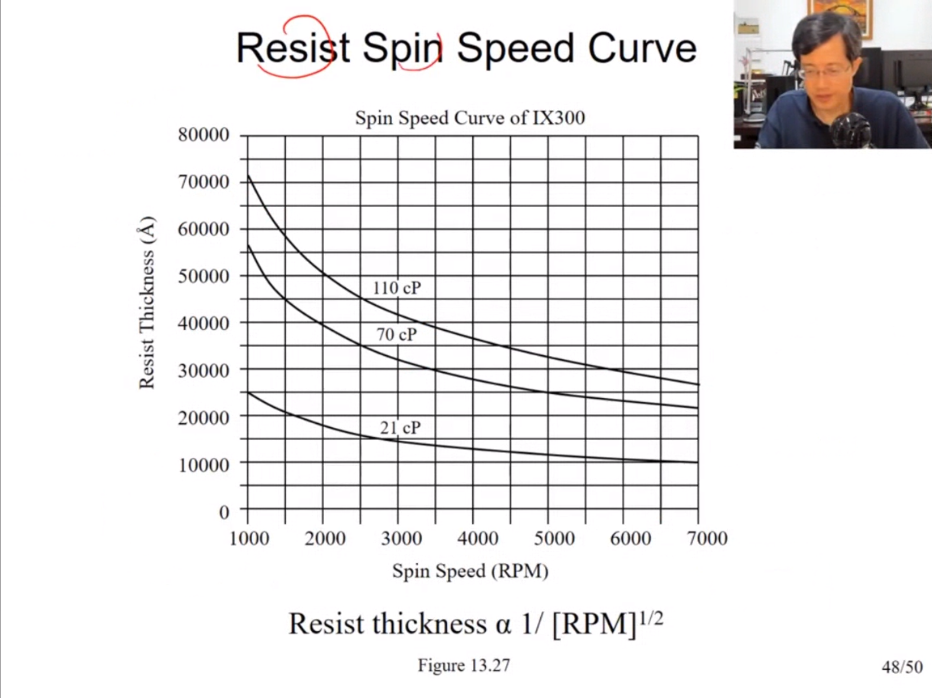 Resist Spin Speed Curve
Spin Speed Curve of IX300
80000
70000
60000
50000
40000
30000
20000
10000
0
Resist Thickness (Å)
110 cP
70 cP
21 cP
1000 2000 3000 4000 5000 6000 7000
Spin Speed (RPM)
Resist thickness α 1/ [RPM]^1/2
Figure 13.27
48/50